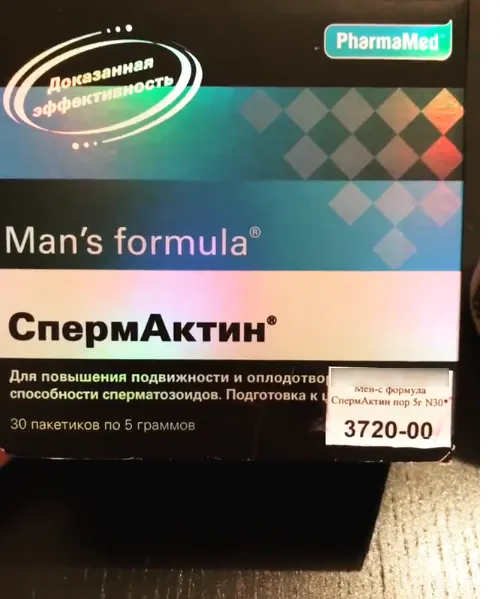 PharmaMed
Доказанная
эффективность
Man's formula®
СпермАктин®
Для повышения подвижности и оплодотвор
способности сперматозоидов. Подготовка к
30 пакетиков по 5 граммов
Мен-с формула
СпермАктин пор 5г N30*
3720-00